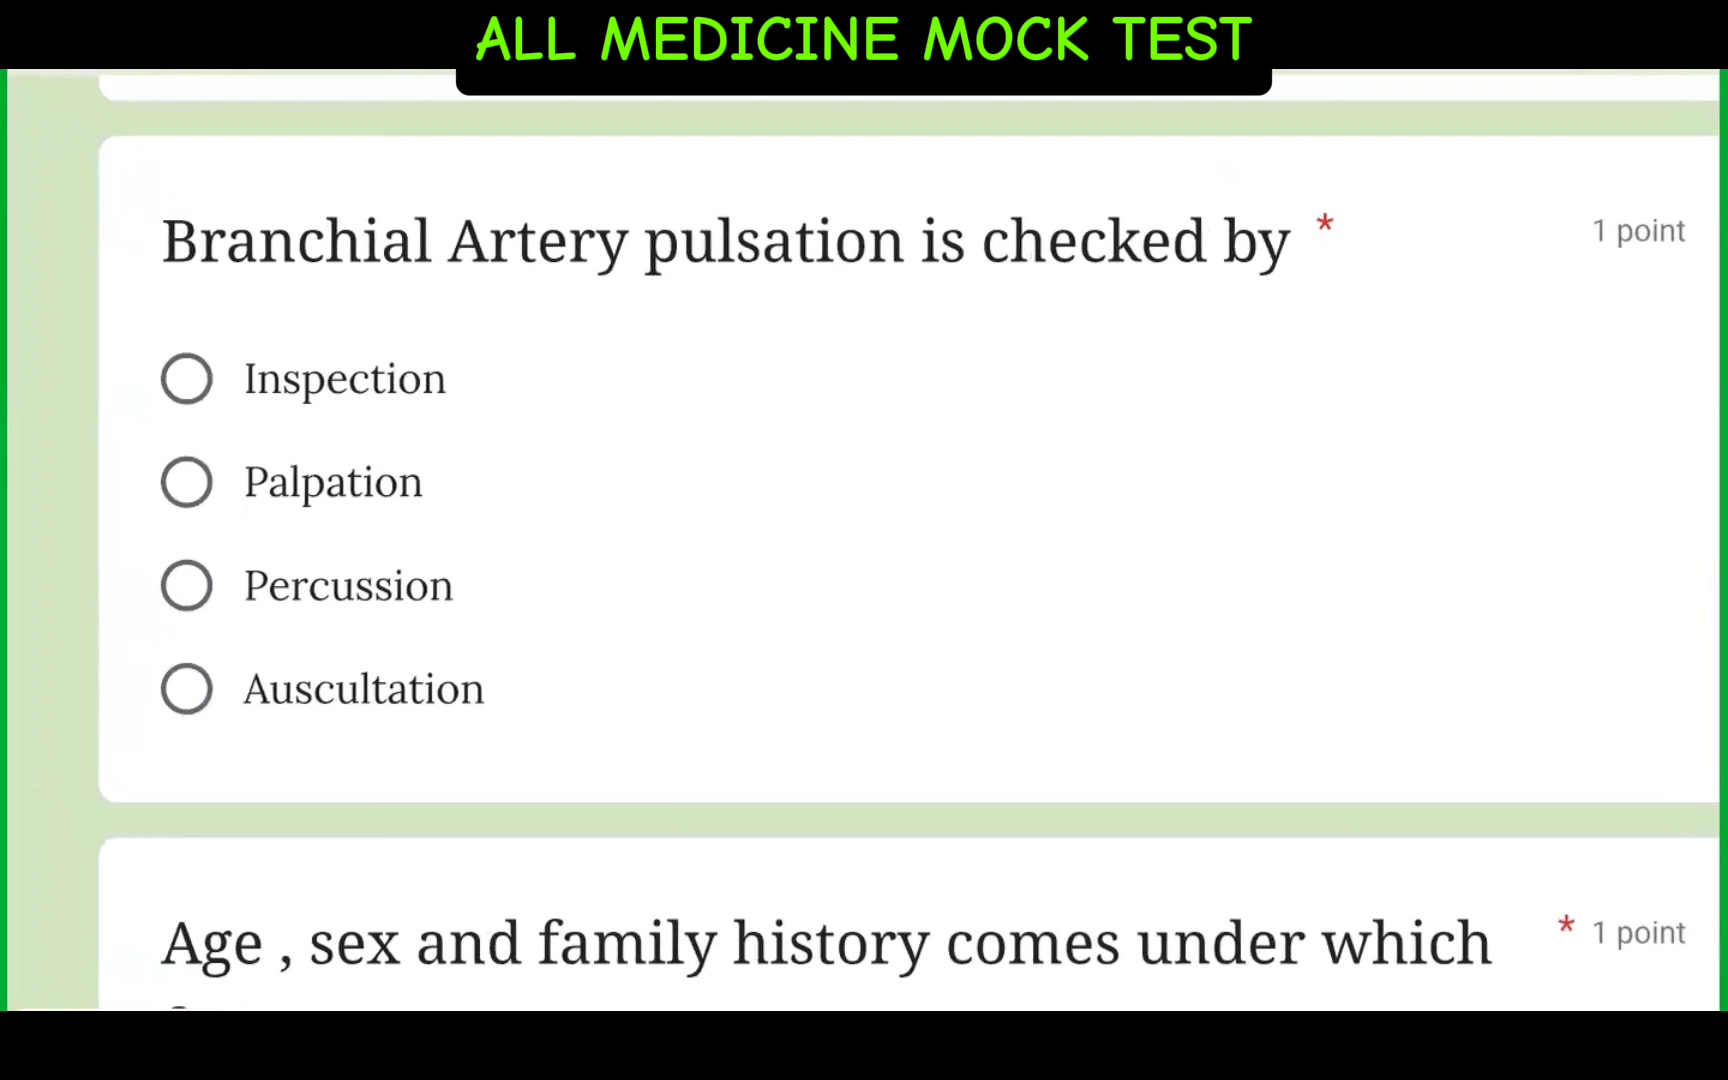 ALL MEDICINE MOCK TEST
Branchial Artery pulsation is checked by *
1 point
Inspection
Palpation
Percussion
Auscultation
Age , sex and family history comes under which *
1 point